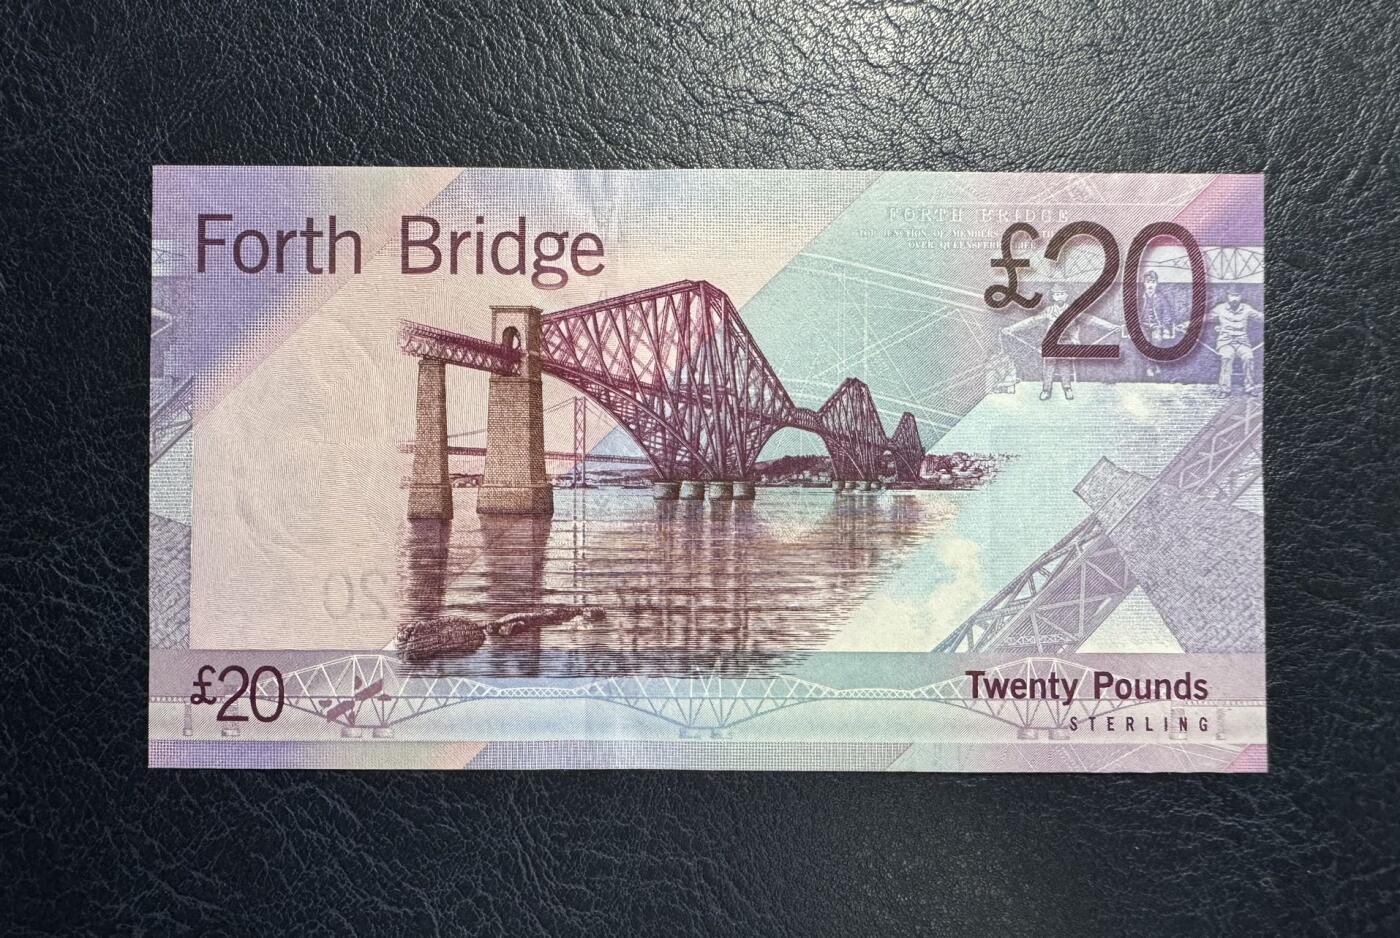 Forth Bridge
FORTH BRIDGE
£20
£20
Twenty Pounds
STERLING